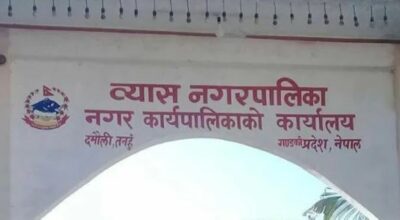 व्यास नगरपालिका
नगर कार्यपालिकाको कार्यालय
दमौली, तनहुँ गण्डकी प्रदेश, नेपाल